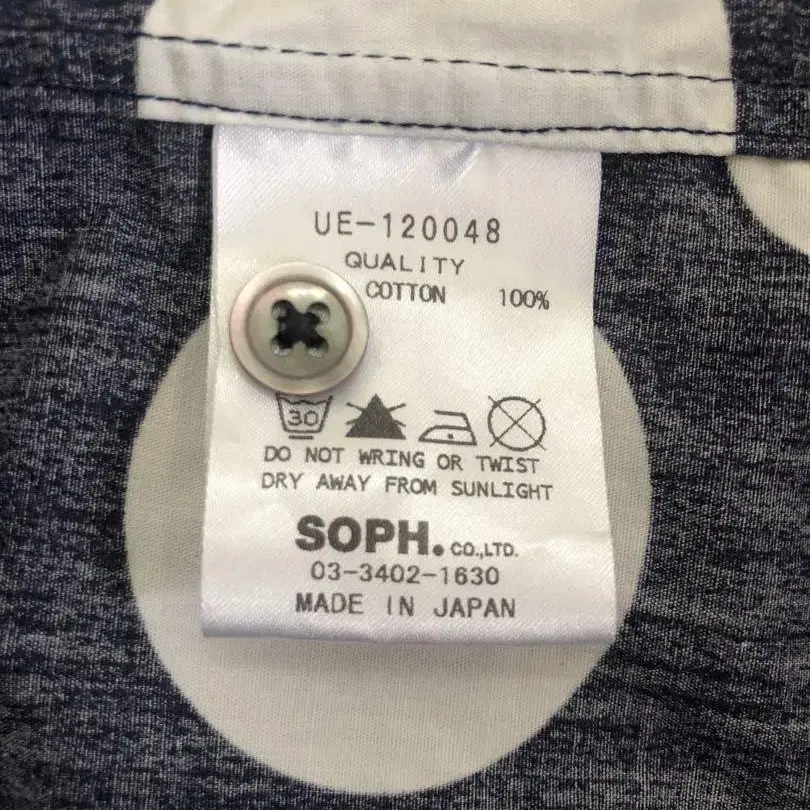 UE-120048
QUALITY
COTTON 100%
30
DO NOT WRING OR TWIST
DRY AWAY FROM SUNLIGHT
SOPH. CO.,LTD.
03-3402-1630
MADE IN JAPAN